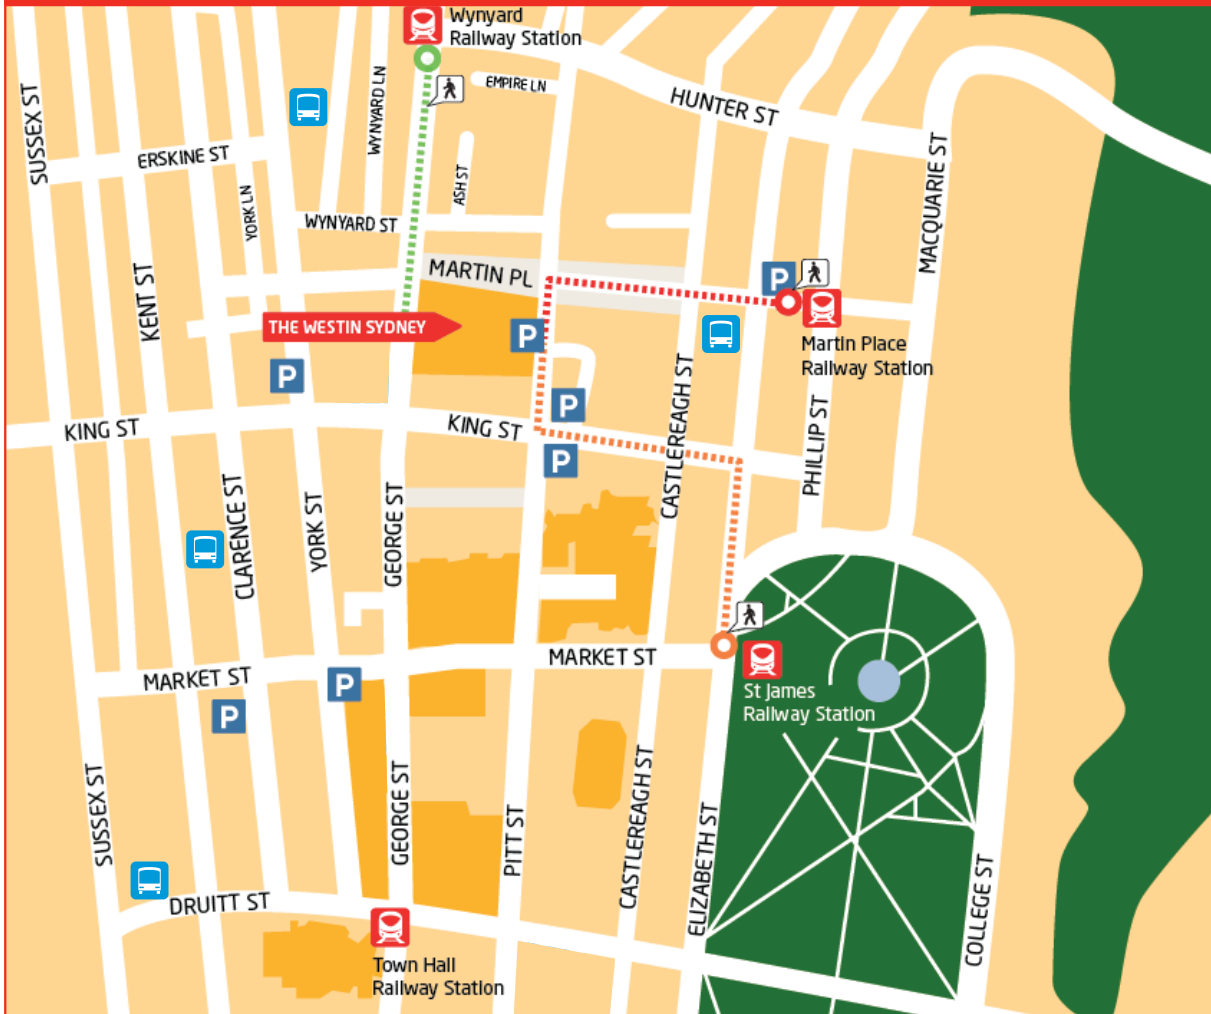 Wynyard
Railway Station
EMPIRE LN
HUNTER ST
SUSSEX ST
WYNYARD LN
ERSKINE ST
MACQUARIE ST
ASH ST
YORK LN
WYNYARD ST
KENT ST
MARTIN PL
P
THE WESTIN SYDNEY
P
Martin Place
Railway Station
P
CASTLEREAGH ST
P
PHILLIP ST
KING ST
KING ST
P
CLARENCE ST
YORK ST
GEORGE ST
MARKET ST
MARKET ST
P
P
St James
Railway Station
SUSSEX ST
GEORGE ST
PITT ST
CASTLEREAGH ST
ELIZABETH ST
COLLEGE ST
DRUITT ST
Town Hall
Railway Station